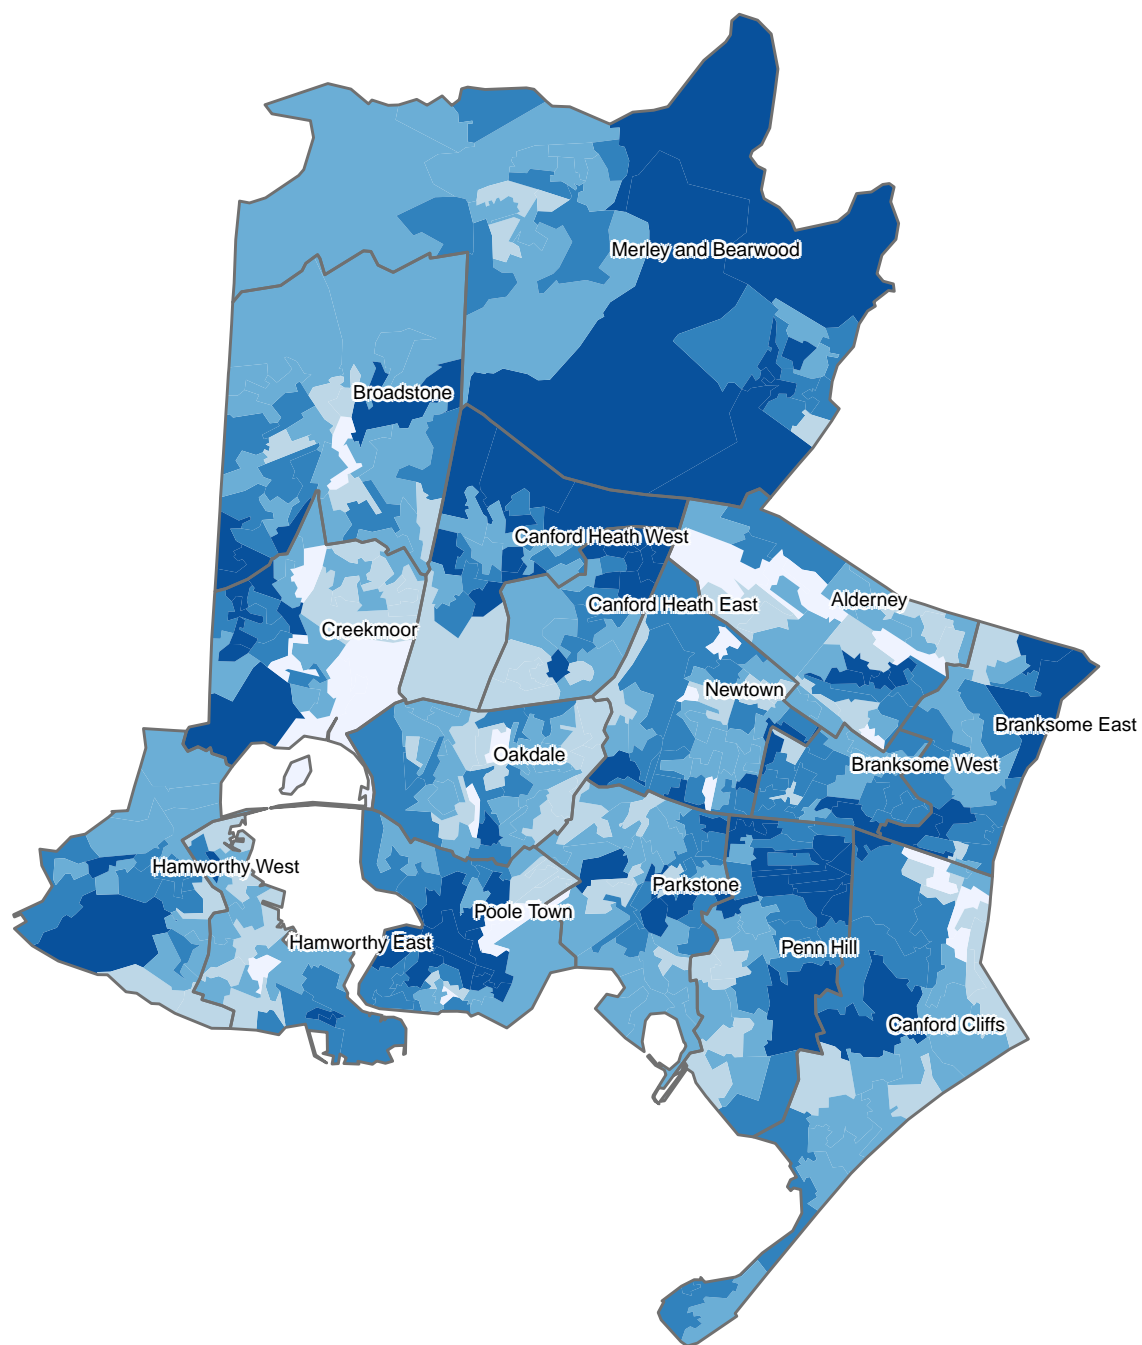 Merley and Bearwood
Broadstone
Canford Heath West
Alderney
Canford Heath East
Creekmoor
Newtown
Branksome East
Oakdale
Branksome West
Hamworthy West
Parkstone
Poole Town
Hamworthy East
Penn Hill
Canford Cliffs